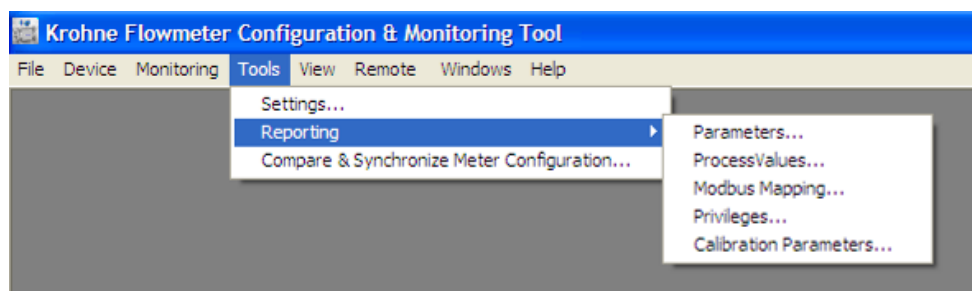 Krohne Flowmeter Configuration & Monitoring Tool
File Device Monitoring Tools View Remote Windows Help
Settings...
Reporting
Compare & Synchronize Meter Configuration...
Parameters...
ProcessValues...
Modbus Mapping...
Privileges...
Calibration Parameters...